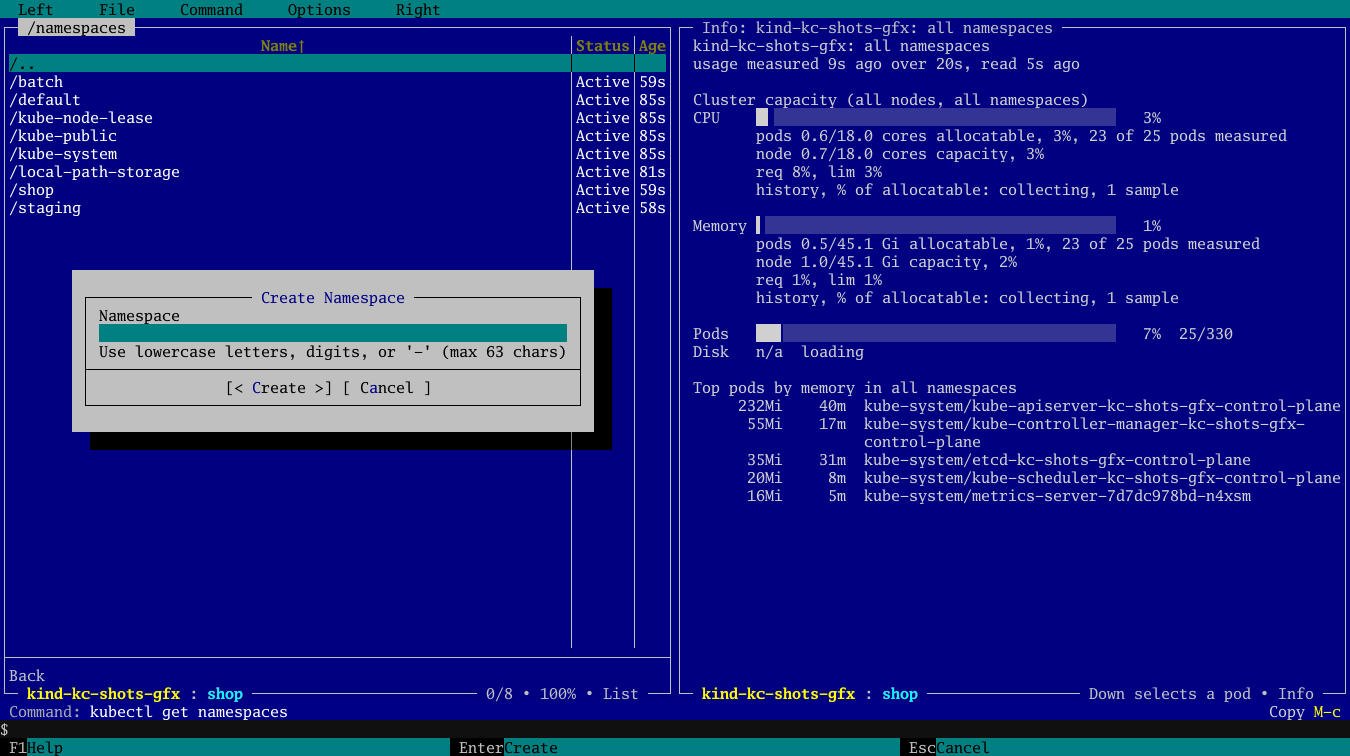 Left File Command Options Right
/namespaces
Name↑ Status Age
/..
/batch Active 59s
/default Active 85s
/kube-node-lease Active 85s
/kube-public Active 85s
/kube-system Active 85s
/local-path-storage Active 81s
/shop Active 59s
/staging Active 58s
Create Namespace
Namespace
Use lowercase letters, digits, or '-' (max 63 chars)
[< Create >] [ Cancel ]
Back
kind-kc-shots-gfx : shop 0/8 • 100% • List
Info: kind-kc-shots-gfx: all namespaces
kind-kc-shots-gfx: all namespaces
usage measured 9s ago over 20s, read 5s ago
Cluster capacity (all nodes, all namespaces)
CPU 3%
pods 0.6/18.0 cores allocatable, 3%, 23 of 25 pods measured
node 0.7/18.0 cores capacity, 3%
req 8%, lim 3%
history, % of allocatable: collecting, 1 sample
Memory 1%
pods 0.5/45.1 Gi allocatable, 1%, 23 of 25 pods measured
node 1.0/45.1 Gi capacity, 2%
req 1%, lim 1%
history, % of allocatable: collecting, 1 sample
Pods 7% 25/330
Disk n/a loading
Top pods by memory in all namespaces
232Mi 40m kube-system/kube-apiserver-kc-shots-gfx-control-plane
55Mi 17m kube-system/kube-controller-manager-kc-shots-gfx-
control-plane
35Mi 31m kube-system/etcd-kc-shots-gfx-control-plane
20Mi 8m kube-system/kube-scheduler-kc-shots-gfx-control-plane
16Mi 5m kube-system/metrics-server-7d7dc978bd-n4xsm
kind-kc-shots-gfx : shop Down selects a pod • Info
Command: kubectl get namespaces Copy M-c
$
F1Help EnterCreate EscCancel